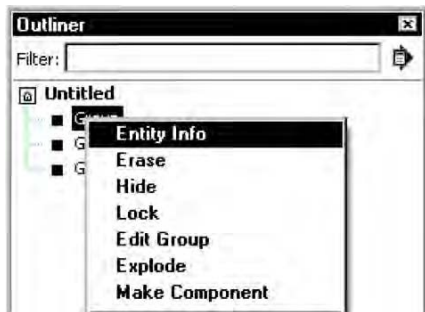 Outliner
Filter:
Untitled
G
Entity Info
G
Erase
G
Hide
Lock
Edit Group
Explode
Make Component